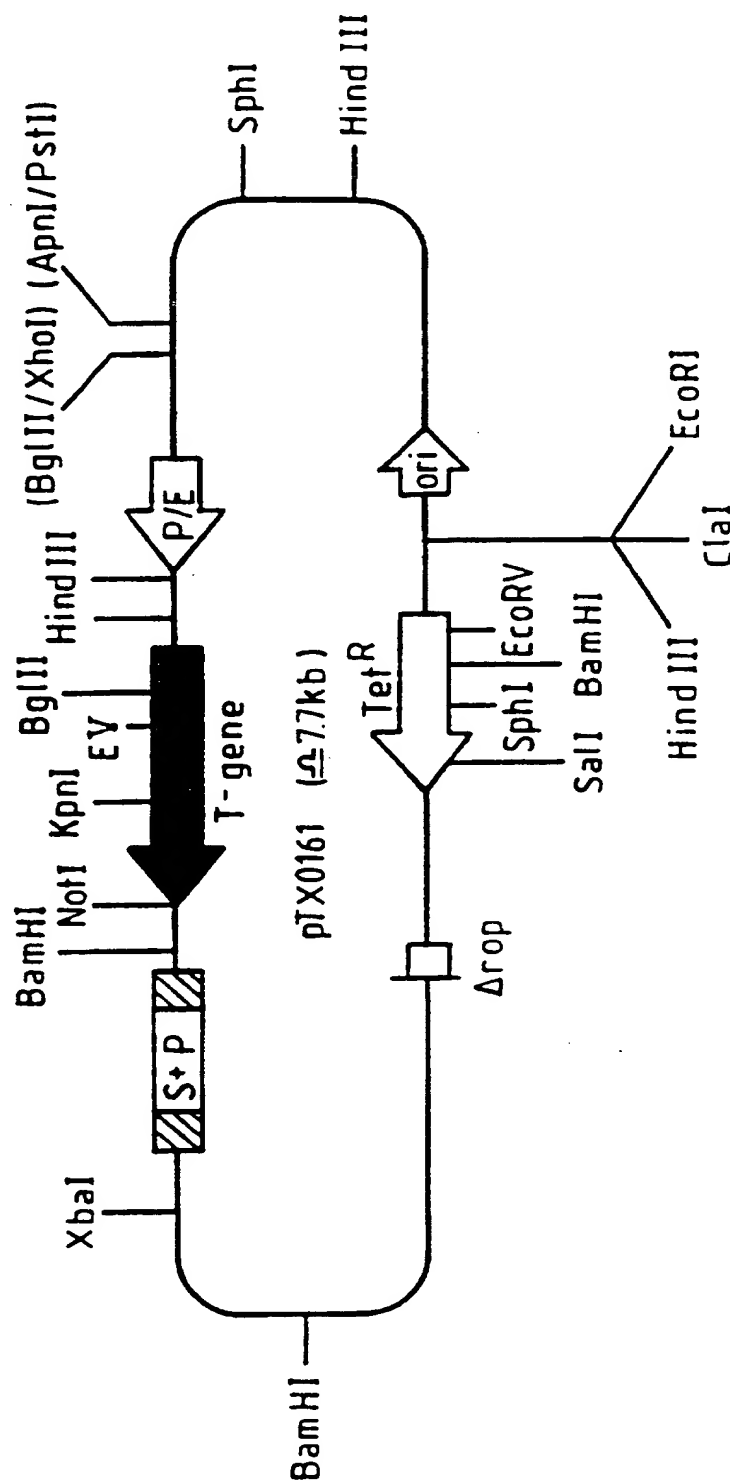 (BglII/XhoI) (ApnI/PstI)
BamHI
NotI
KpnI
EV
BglII
Hind III
SphI
XbaI
S+P
T-gene
P/E
Hind III
BamHI
pTX0161 (≙7.7kb)
Δrop
Tet^R
ori
SalI
SphI
BamHI
EcoRV
Hind III
ClaI
EcoRI